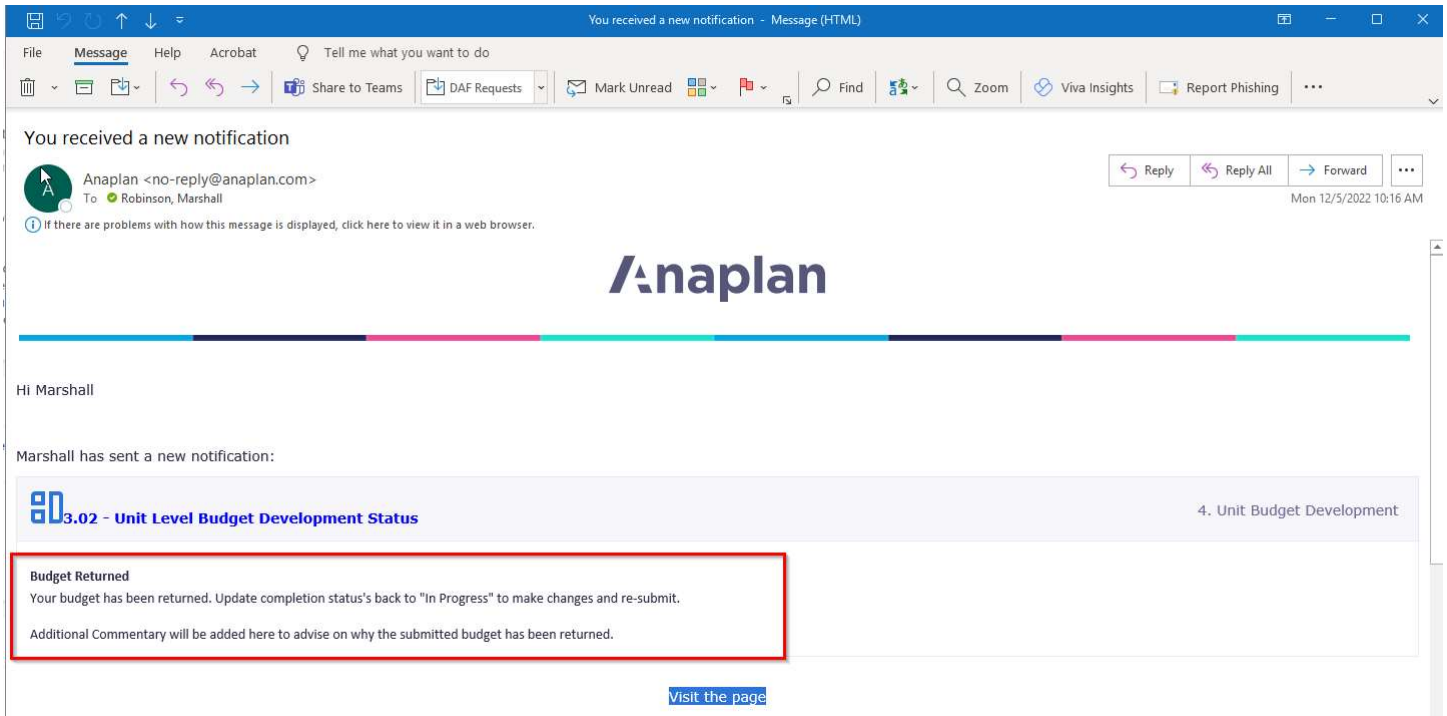 You received a new notification - Message (HTML)
File Message Help Acrobat Tell me what you want to do
Share to Teams DAF Requests Mark Unread Find Zoom Viva Insights Report Phishing ...
You received a new notification
A
Anaplan <no-reply@anaplan.com>
To Robinson, Marshall
Reply Reply All Forward ...
Mon 12/5/2022 10:16 AM
If there are problems with how this message is displayed, click here to view it in a web browser.
Anaplan
Hi Marshall
Marshall has sent a new notification:
3.02 - Unit Level Budget Development Status
4. Unit Budget Development
Budget Returned
Your budget has been returned. Update completion status's back to "In Progress" to make changes and re-submit.
Additional Commentary will be added here to advise on why the submitted budget has been returned.
Visit the page